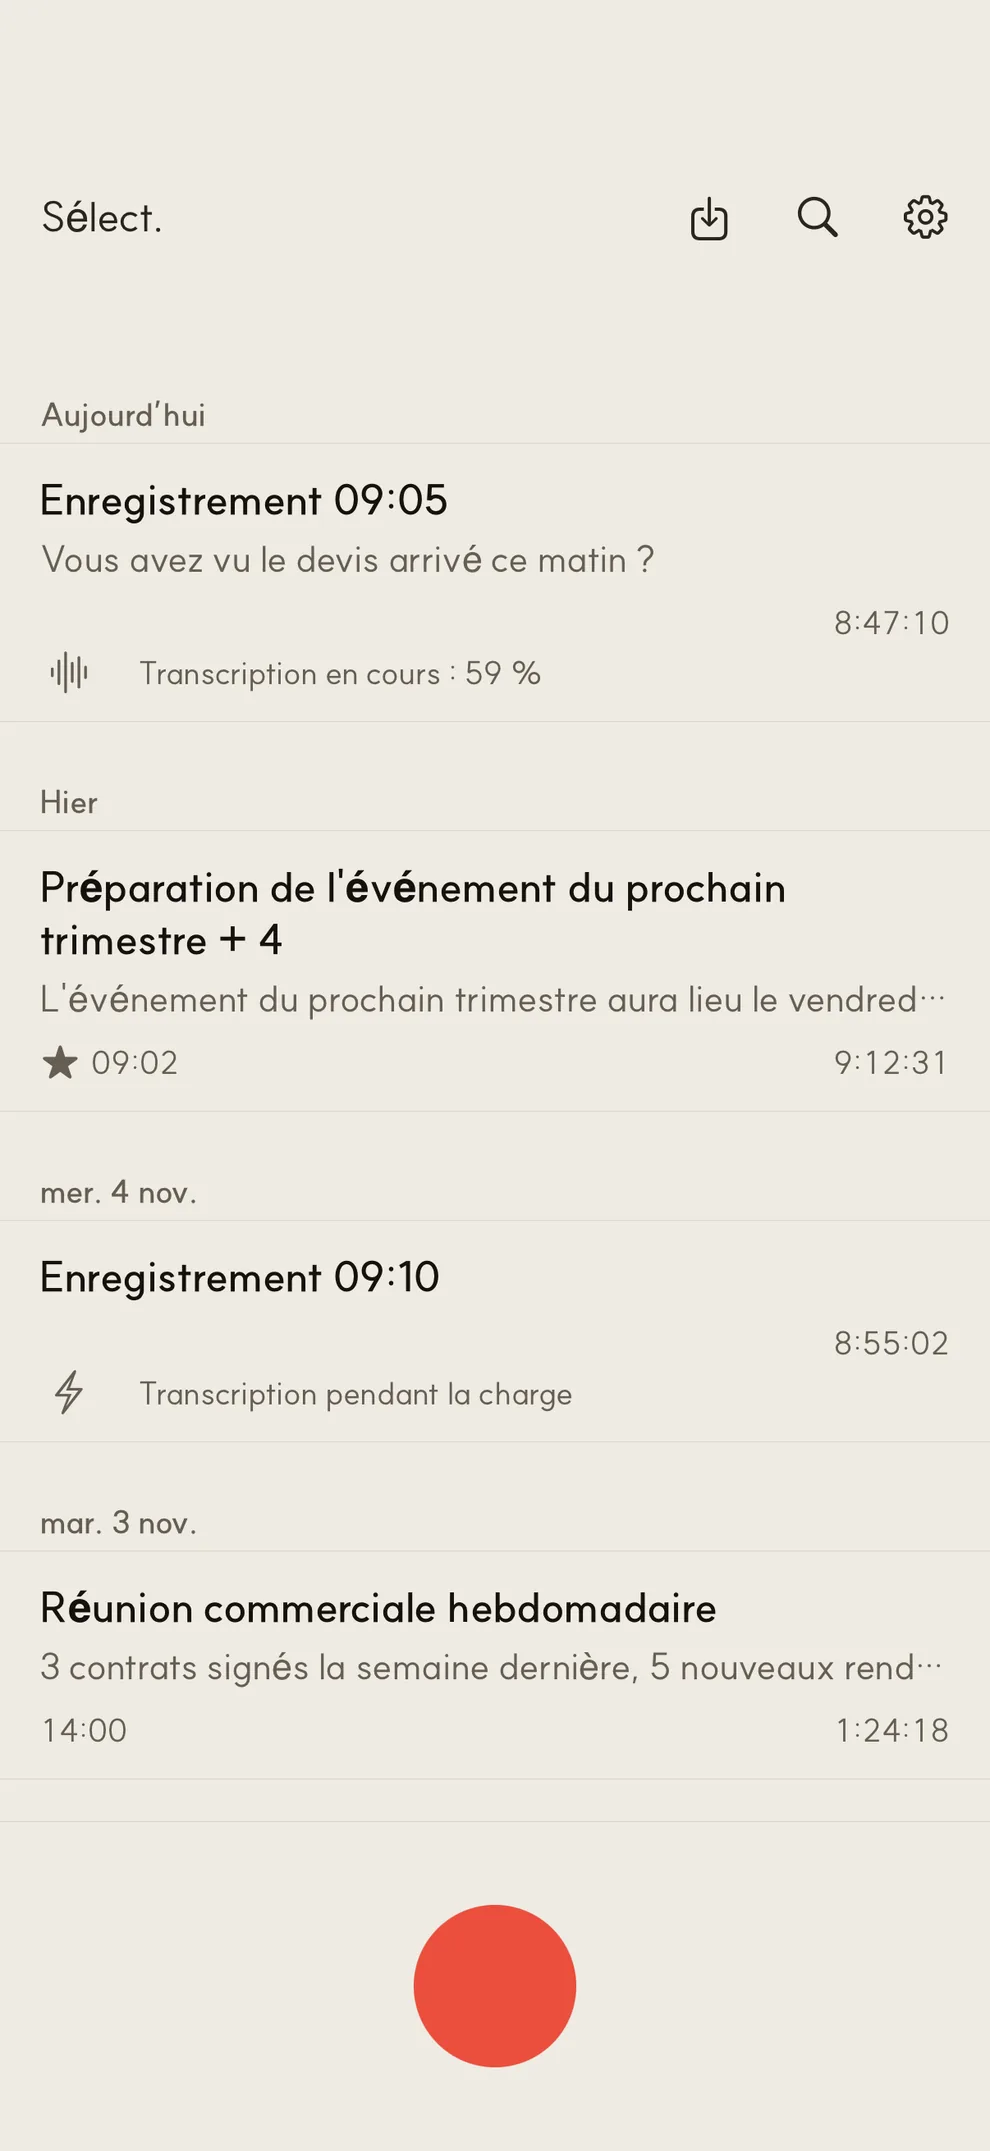 Sélect.
Aujourd’hui
Enregistrement 09:05
Vous avez vu le devis arrivé ce matin ?
8:47:10
Transcription en cours : 59 %
Hier
Préparation de l'événement du prochain
trimestre + 4
L'événement du prochain trimestre aura lieu le vendred…
09:02
9:12:31
mer. 4 nov.
Enregistrement 09:10
8:55:02
Transcription pendant la charge
mar. 3 nov.
Réunion commerciale hebdomadaire
3 contrats signés la semaine dernière, 5 nouveaux rend…
14:00
1:24:18